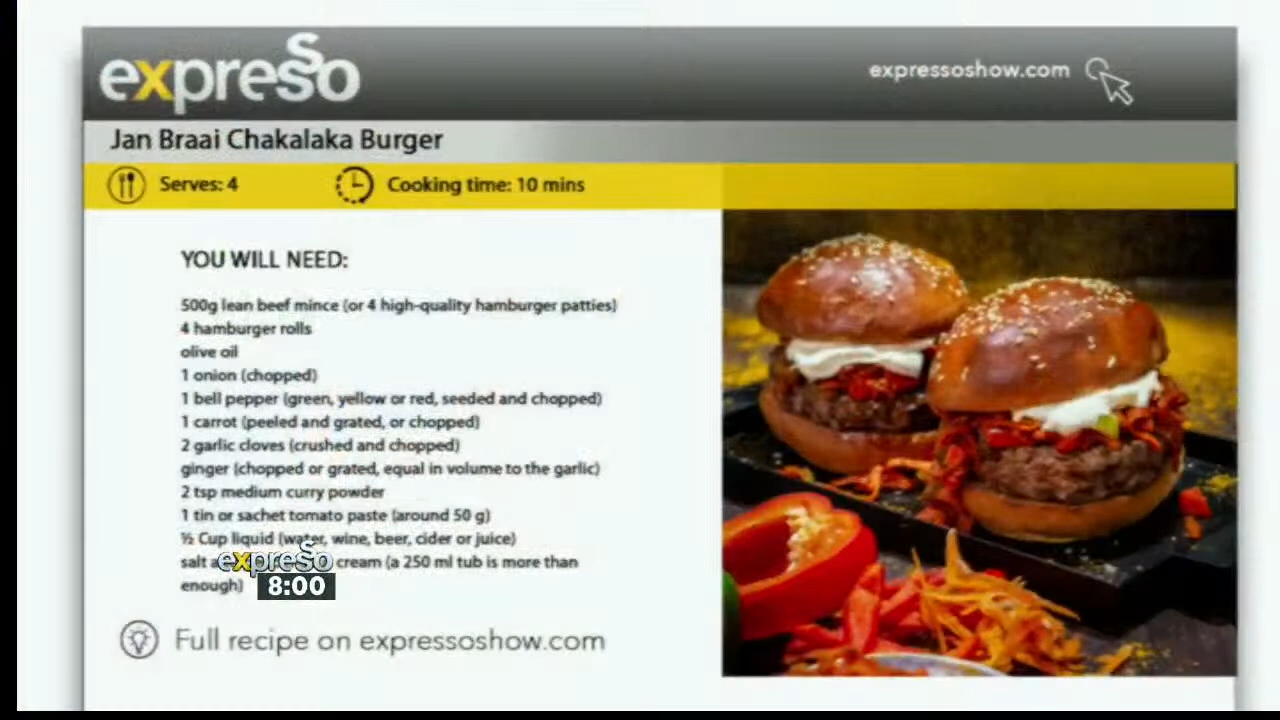 expresso
expressoshow.com
Jan Braai Chakalaka Burger
Serves: 4
Cooking time: 10 mins
YOU WILL NEED:
500g lean beef mince (or 4 high-quality hamburger patties)
4 hamburger rolls
olive oil
1 onion (chopped)
1 bell pepper (green, yellow or red, seeded and chopped)
1 carrot (peeled and grated, or chopped)
2 garlic cloves (crushed and chopped)
ginger (chopped or grated, equal in volume to the garlic)
2 tsp medium curry powder
1 tin or sachet tomato paste (around 50 g)
½ Cup liquid (water, wine, beer, cider or juice)
salt cream (a 250 ml tub is more than
enough)
expresso
8:00
Full recipe on expressoshow.com